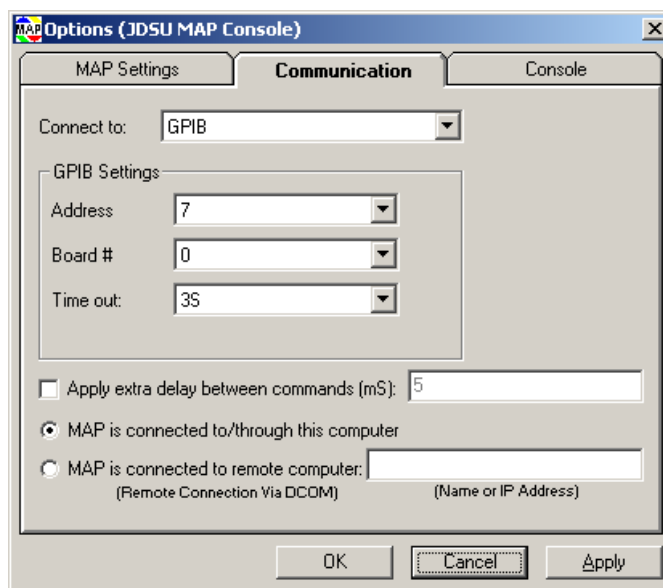 MAP Options (JDSU MAP Console)
MAP Settings Communication Console
Connect to: GPIB
GPIB Settings
Address 7
Board # 0
Time out: 3S
Apply extra delay between commands (mS): 5
MAP is connected to/through this computer
MAP is connected to remote computer:
(Remote Connection Via DCOM) (Name or IP Address)
OK Cancel Apply